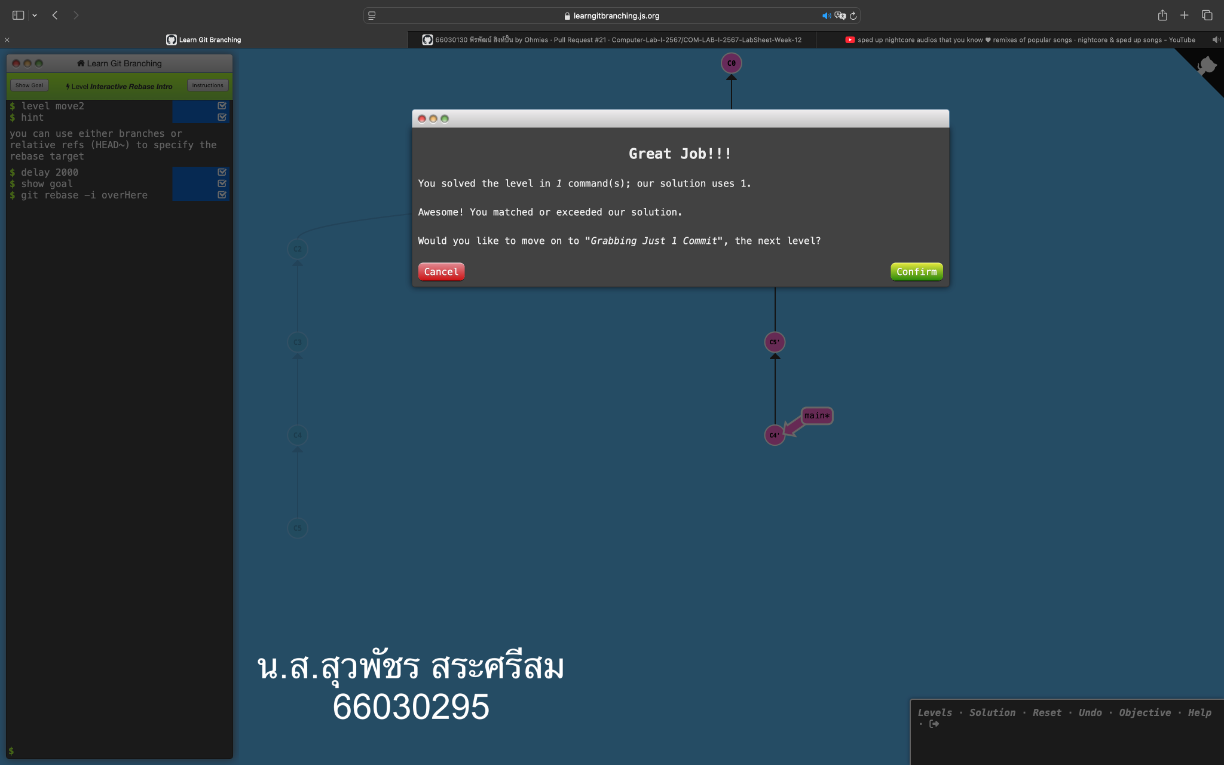 learngitbranching.js.org
Learn Git Branching
66030130 พีรพัฒน์ สิงห์ปั้น by Ohmies · Pull Request #21 · Computer-Lab-I-2567/COM-LAB-I-2567-LabSheet-Week-12
sped up nightcore audios that you know ♥ remixes of popular songs - nightcore & sped up songs - YouTube
Learn Git Branching
Show Goal
Level Interactive Rebase Intro
Instructions
$ level move2
$ hint
you can use either branches or
relative refs (HEAD~) to specify the
rebase target
$ delay 2000
$ show goal
$ git rebase -i overHere
$
C0
Great Job!!!
You solved the level in 1 command(s); our solution uses 1.
Awesome! You matched or exceeded our solution.
Would you like to move on to "Grabbing Just 1 Commit", the next level?
Cancel
Confirm
C2
C3
C4
C5
C5'
main*
C4'
น.ส.สุวพัชร สระศรีสม
66030295
Levels · Solution · Reset · Undo · Objective · Help
·